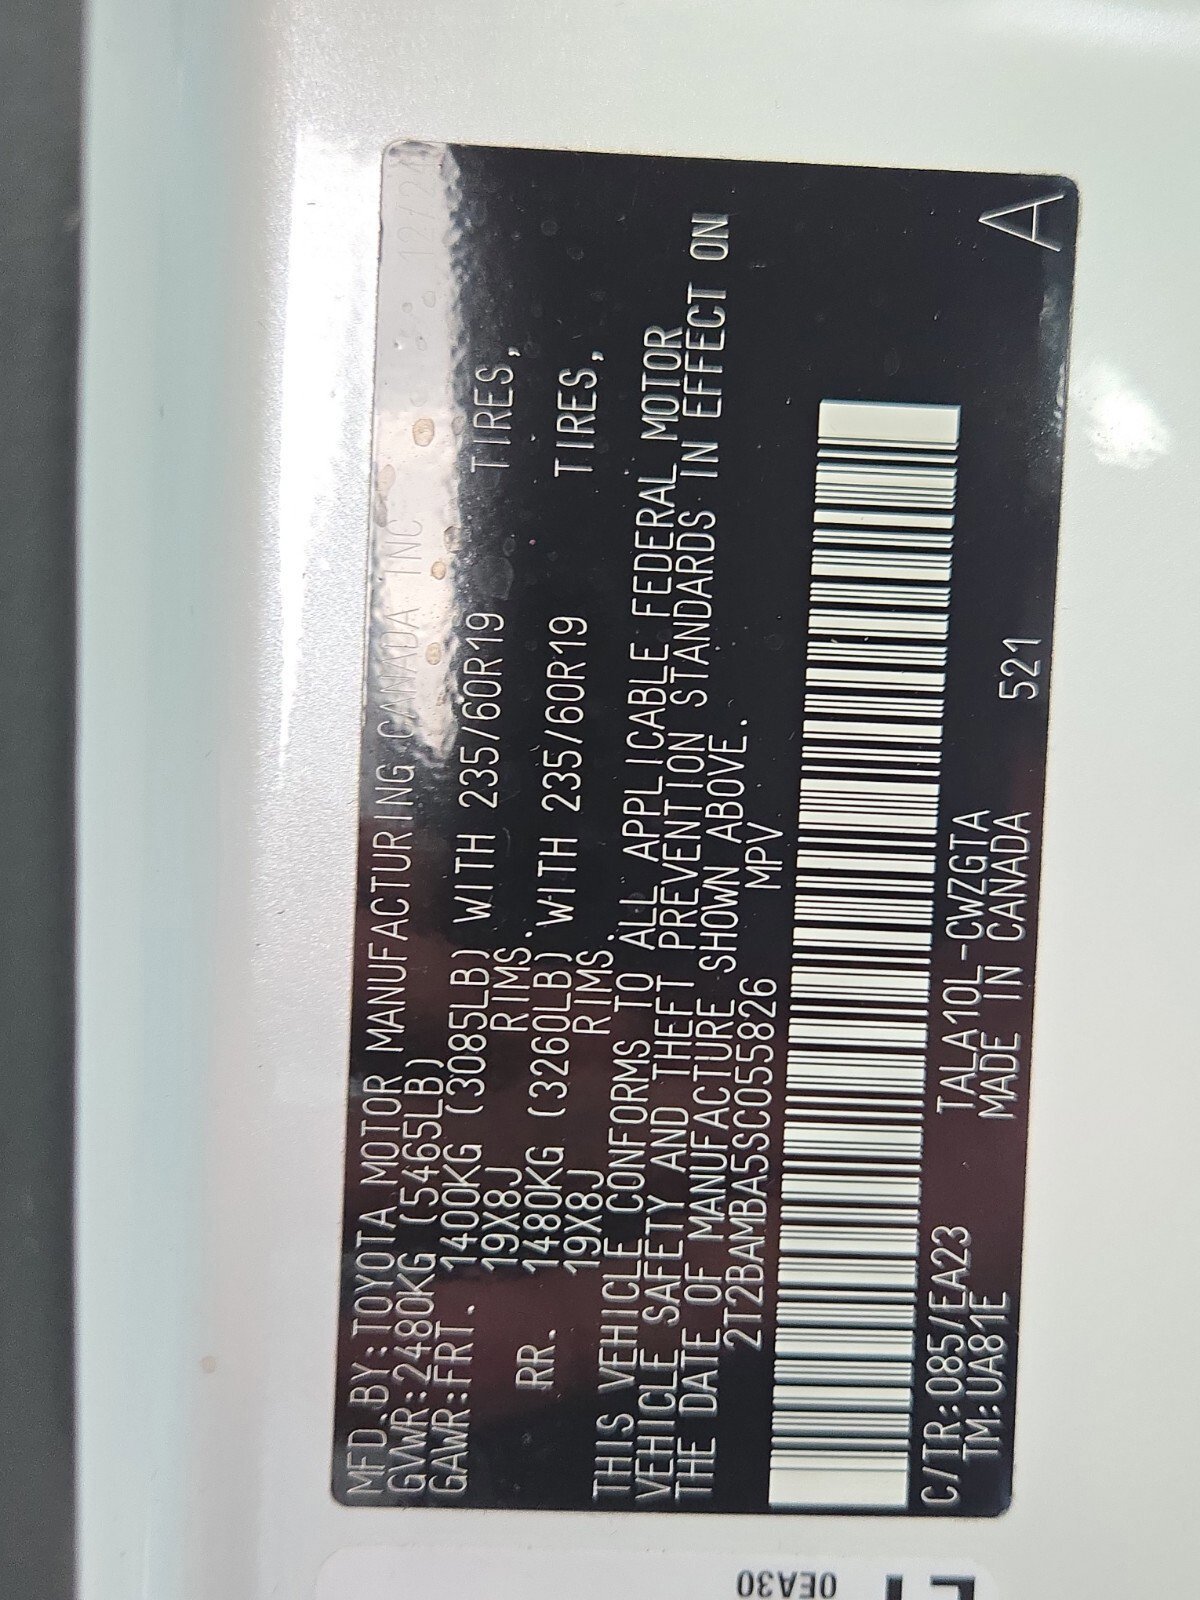 MFD.BY:TOYOTA MOTOR MANUFACTURING CANADA INC 12/24
GVWR:2480KG (5465LB)
GAWR:FRT. 1400KG (3085LB) WITH 235/60R19 TIRES,
19X8J RIMS.
RR. 1480KG (3260LB) WITH 235/60R19 TIRES,
19X8J RIMS.
THIS VEHICLE CONFORMS TO ALL APPLICABLE FEDERAL MOTOR
VEHICLE SAFETY AND THEFT PREVENTION STANDARDS IN EFFECT ON
THE DATE OF MANUFACTURE SHOWN ABOVE.
2T2BAMBA5SC055826 MPV
C/TR:085/EA23 TALA10L-CWZGTA
TM:UA81E MADE IN CANADA 521 A
0EA30